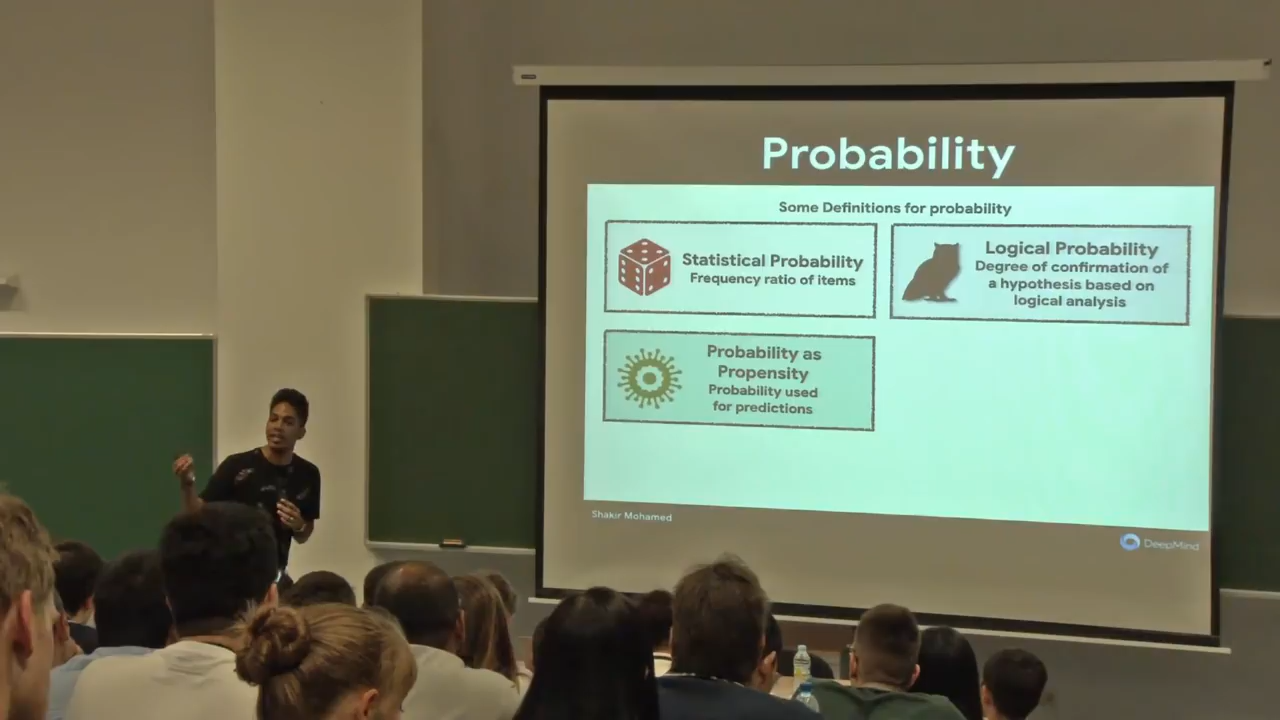 Probability
Some Definitions for probability
Statistical Probability
Frequency ratio of items
Logical Probability
Degree of confirmation of
a hypothesis based on
logical analysis
Probability as
Propensity
Probability used
for predictions
Shakir Mohamed
DeepMind